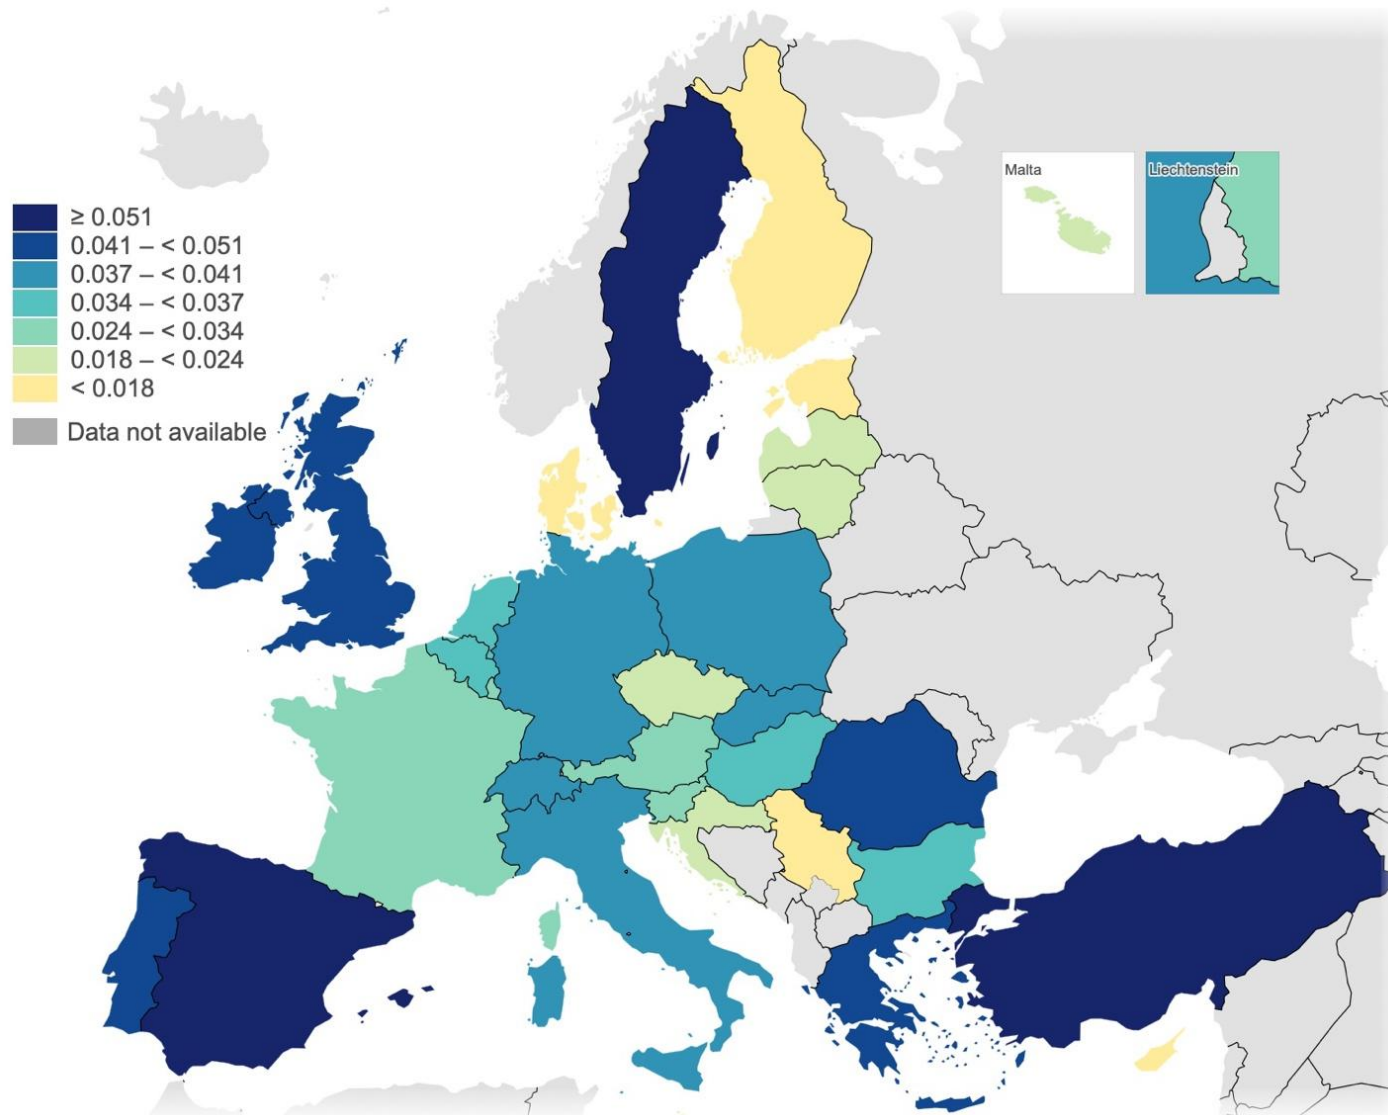 ≥ 0.051
0.041 – < 0.051
0.037 – < 0.041
0.034 – < 0.037
0.024 – < 0.034
0.018 – < 0.024
< 0.018
Data not available
Malta
Liechtenstein